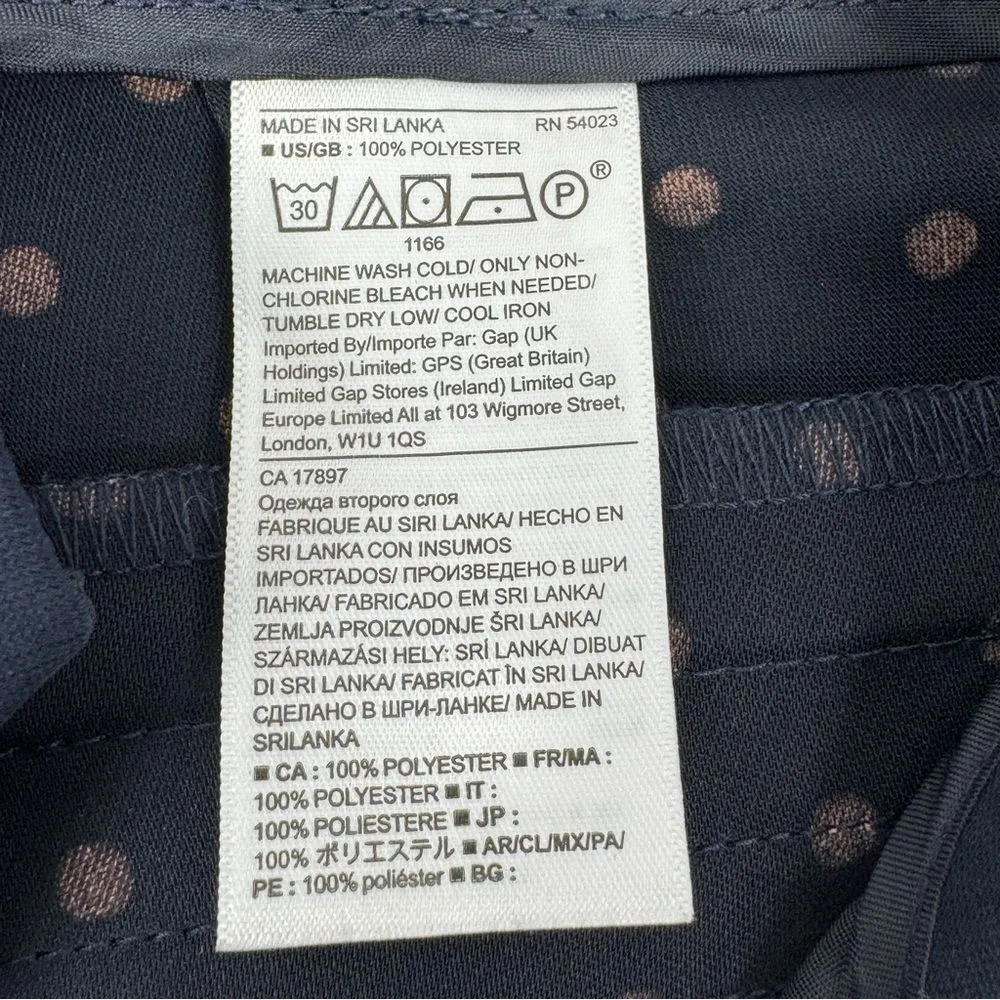 MADE IN SRI LANKA RN 54023
■ US/GB : 100% POLYESTER
30 P ®
1166
MACHINE WASH COLD/ ONLY NON-
CHLORINE BLEACH WHEN NEEDED/
TUMBLE DRY LOW/ COOL IRON
Imported By/Importe Par: Gap (UK
Holdings) Limited: GPS (Great Britain)
Limited Gap Stores (Ireland) Limited Gap
Europe Limited All at 103 Wigmore Street,
London, W1U 1QS
CA 17897
Одежда второго слоя
FABRIQUE AU SIRI LANKA/ HECHO EN
SRI LANKA CON INSUMOS
IMPORTADOS/ ПРОИЗВЕДЕНО В ШРИ
ЛАНКА/ FABRICADO EM SRI LANKA/
ZEMLJA PROIZVODNJE ŠRI LANKA/
SZÁRMAZÁSI HELY: SRÍ LANKA/ DIBUAT
DI SRI LANKA/ FABRICAT ÎN SRI LANKA/
СДЕЛАНО В ШРИ-ЛАНКЕ/ MADE IN
SRILANKA
■ CA : 100% POLYESTER ■ FR/MA :
100% POLYESTER ■ IT :
100% POLIESTERE ■ JP :
100% ポリエステル ■ AR/CL/MX/PA/
PE : 100% poliéster ■ BG :